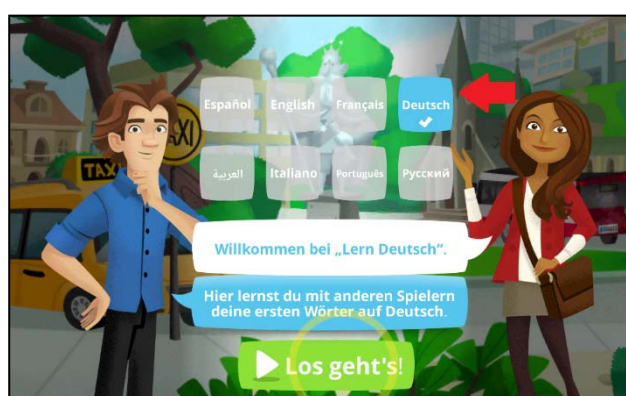 Español English Français Deutsch
TAXI
TAX
العربية Italiano Português Русский
Willkommen bei „Lern Deutsch“.
Hier lernst du mit anderen Spielern
deine ersten Wörter auf Deutsch.
Los geht's!